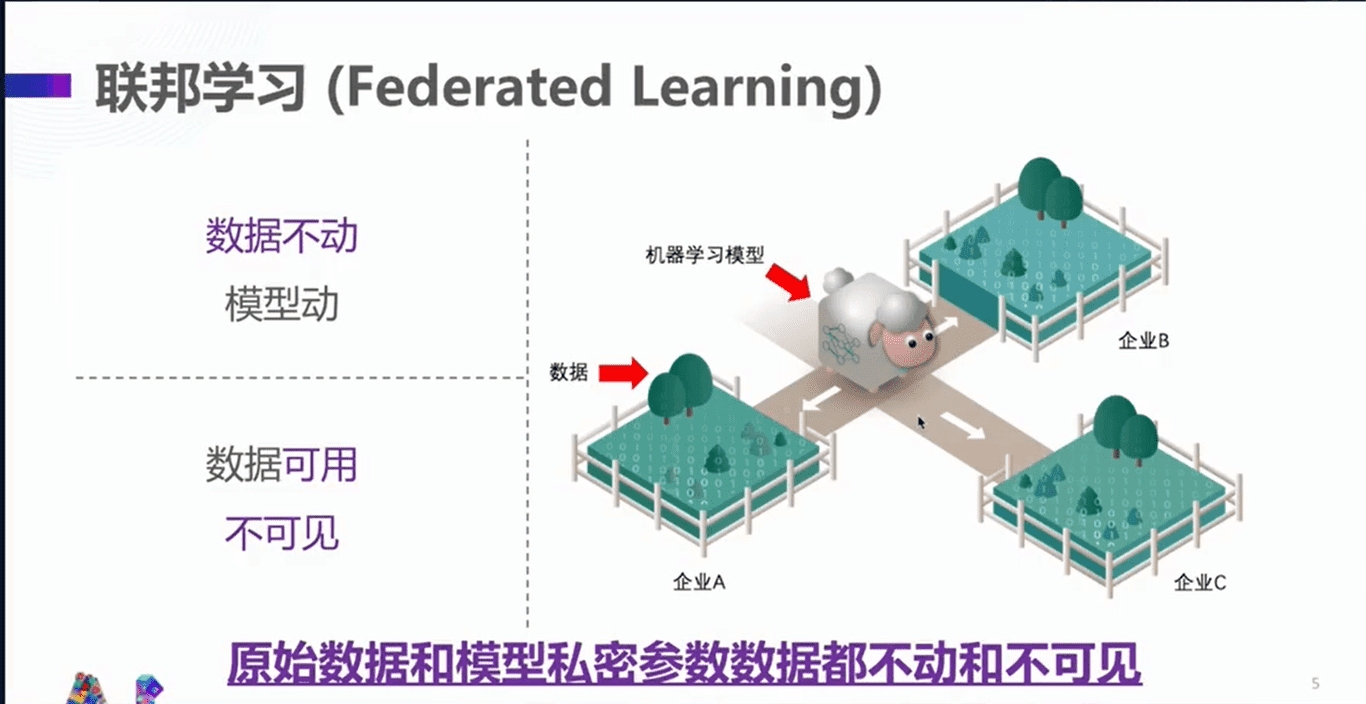 联邦学习 (Federated Learning)
数据不动
模型动
数据可用
不可见
机器学习模型
数据
企业A
企业B
企业C
原始数据和模型私密参数数据都不动和不可见
5